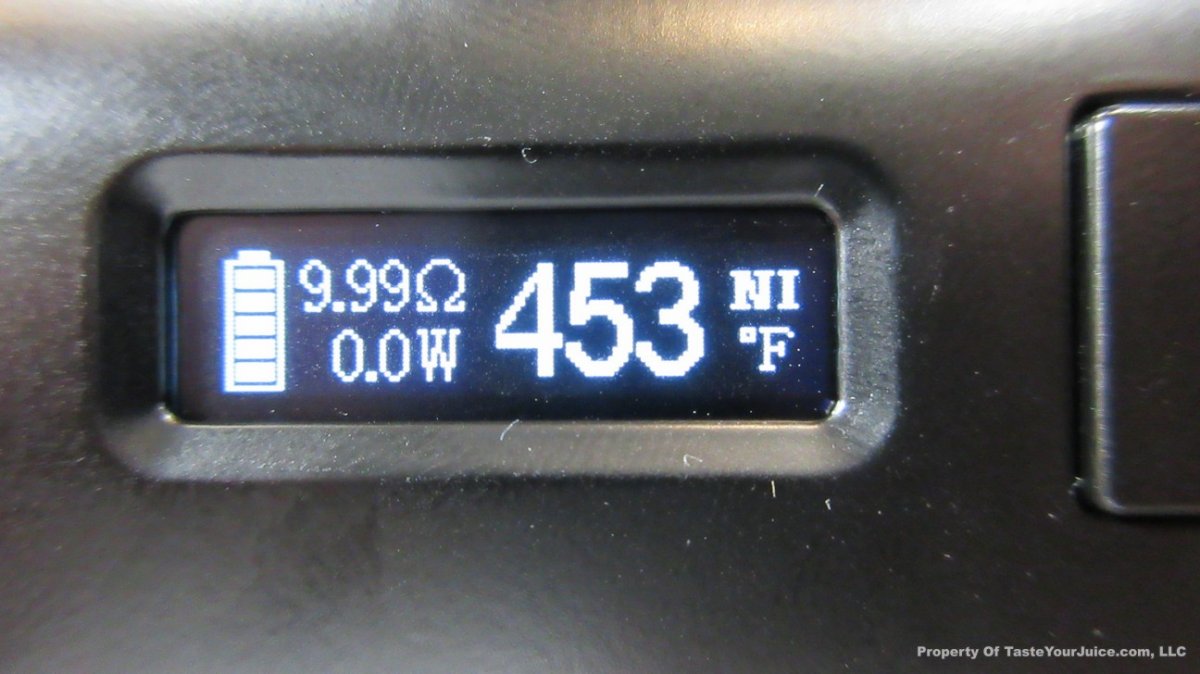 9.99Ω 453 NI
0.0W °F
Property Of TasteYourJuice.com, LLC